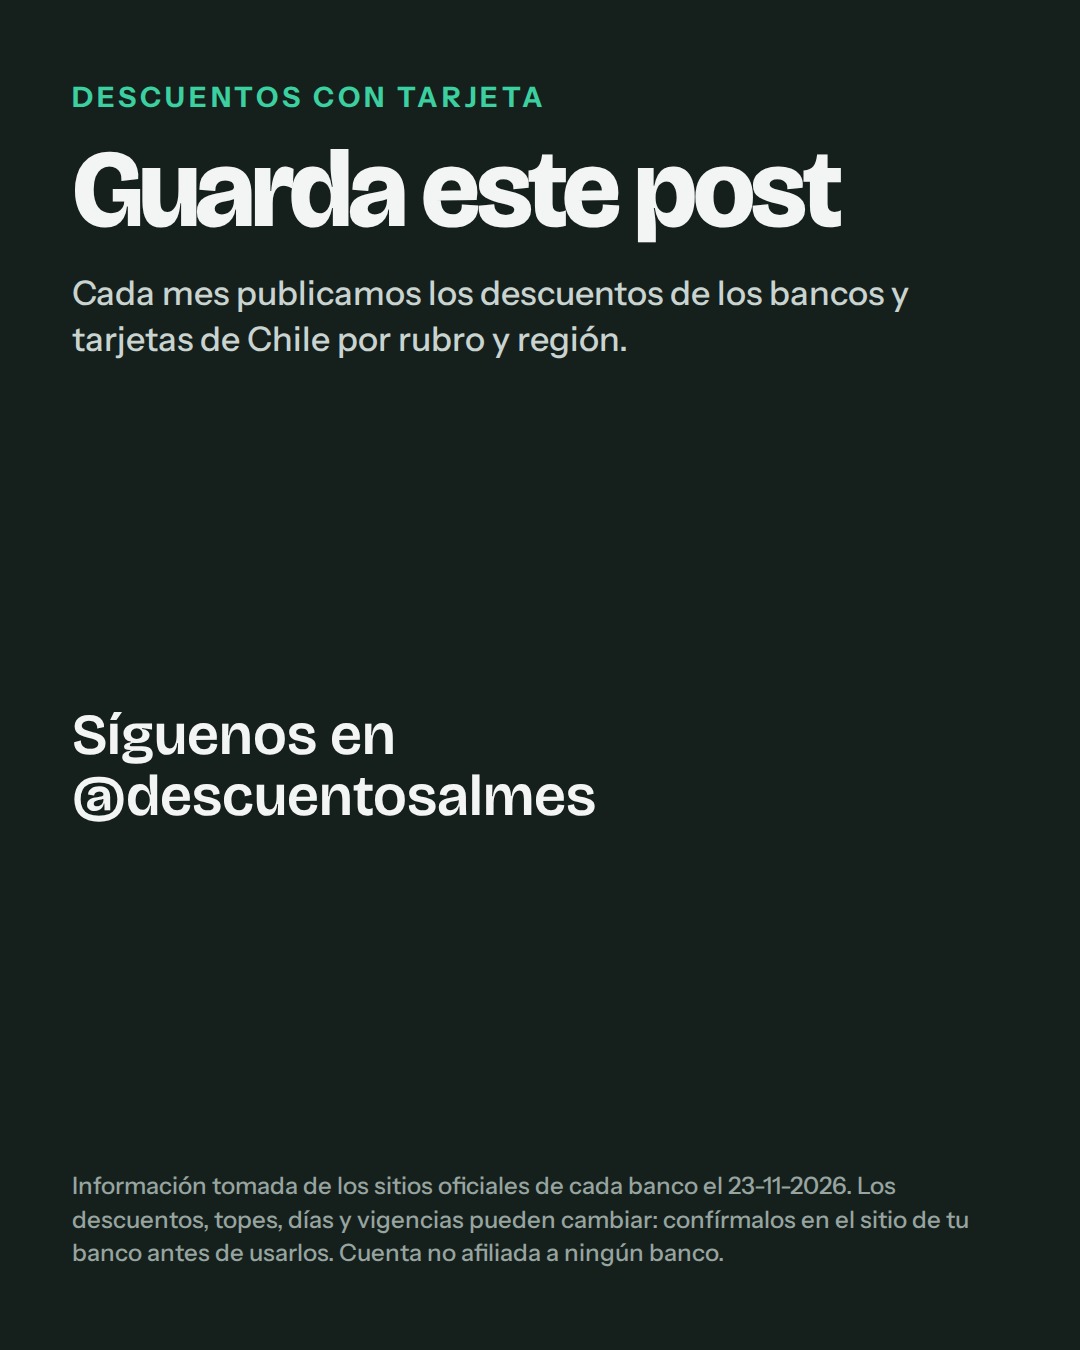 DESCUENTOS CON TARJETA
Guarda este post
Cada mes publicamos los descuentos de los bancos y
tarjetas de Chile por rubro y región.
Síguenos en
@descuentosalmes
Información tomada de los sitios oficiales de cada banco el 23-11-2026. Los
descuentos, topes, días y vigencias pueden cambiar: confírmalos en el sitio de tu
banco antes de usarlos. Cuenta no afiliada a ningún banco.